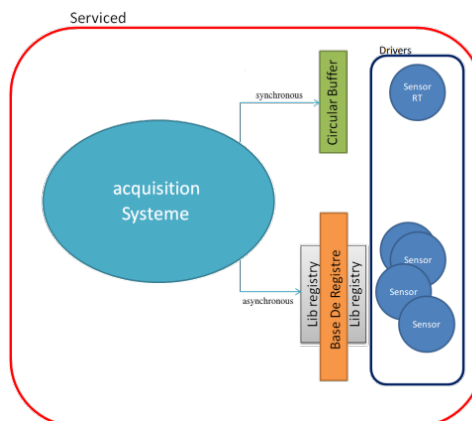 Serviced
Drivers
Sensor
RT
Circular Buffer
synchronous
acquisition
Systeme
asynchronous
Lib registry
Base De Registre
Lib registry
Sensor
Sensor
Sensor